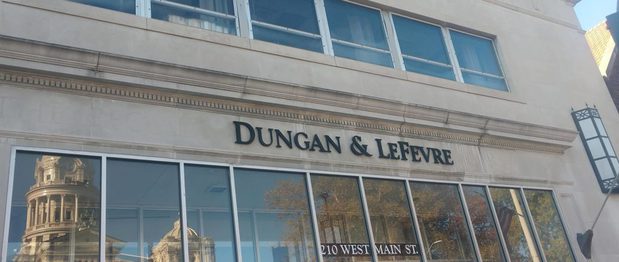 DUNGAN & LEFEVRE
210 WEST MAIN ST.